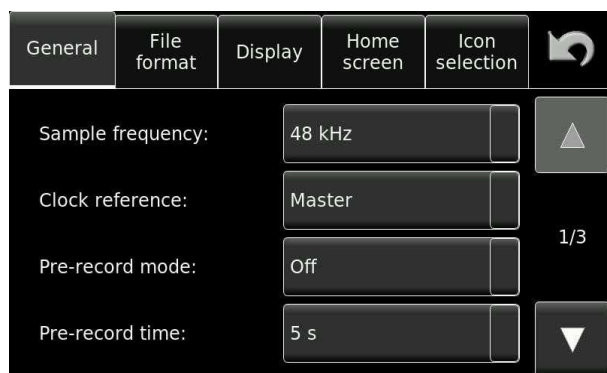 General
File
format
Display
Home
screen
Icon
selection
Sample frequency: 48 kHz
Clock reference: Master
1/3
Pre-record mode: Off
Pre-record time: 5 s